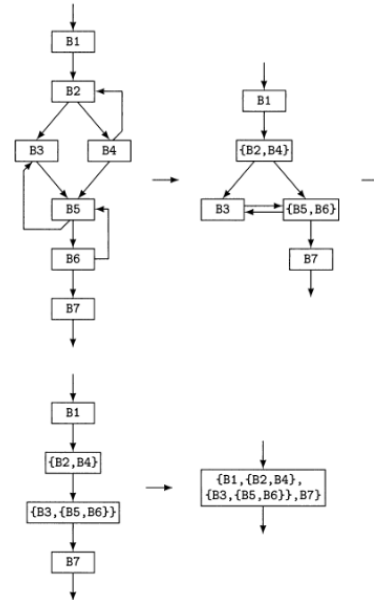 B1
B2
B3
B4
B5
B6
B7
B1
{B2,B4}
B3
{B5,B6}
B7
B1
{B2,B4}
{B3,{B5,B6}}
B7
{B1,{B2,B4},
{B3,{B5,B6}},B7}